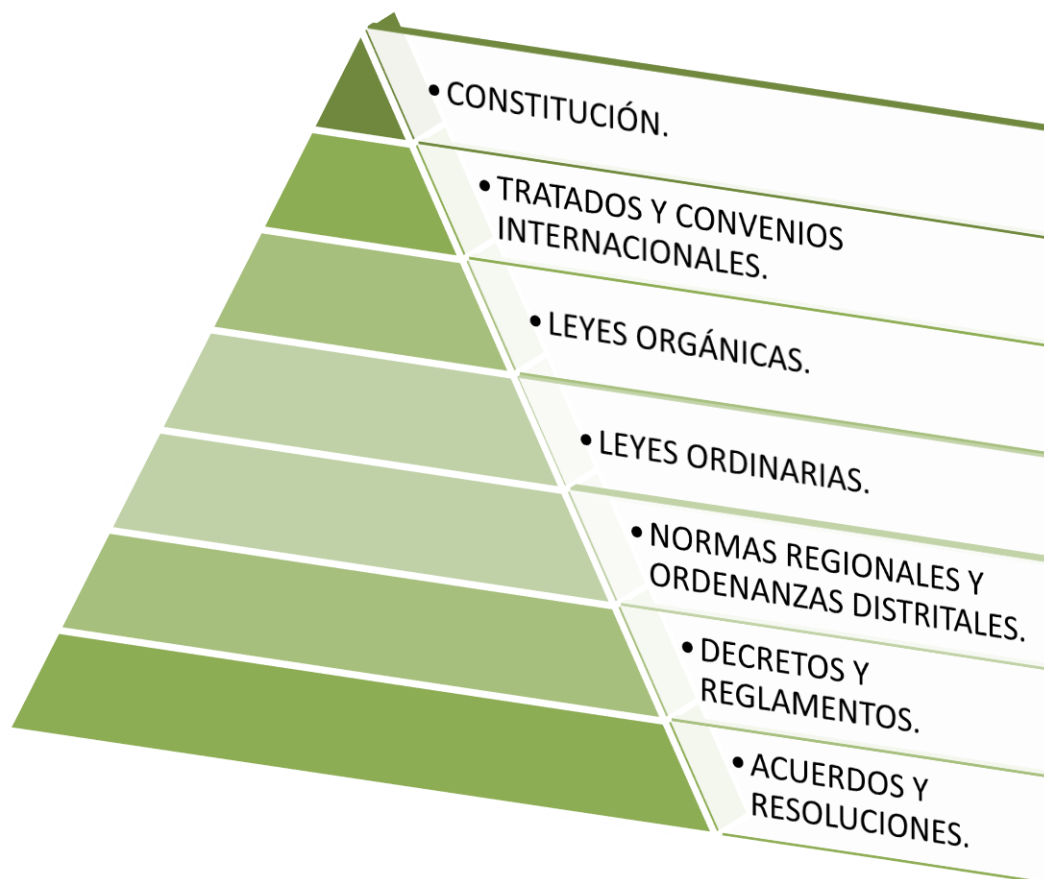 • CONSTITUCIÓN.
• TRATADOS Y CONVENIOS
INTERNACIONALES.
• LEYES ORGÁNICAS.
• LEYES ORDINARIAS.
• NORMAS REGIONALES Y
ORDENANZAS DISTRITALES.
• DECRETOS Y
REGLAMENTOS.
• ACUERDOS Y
RESOLUCIONES.